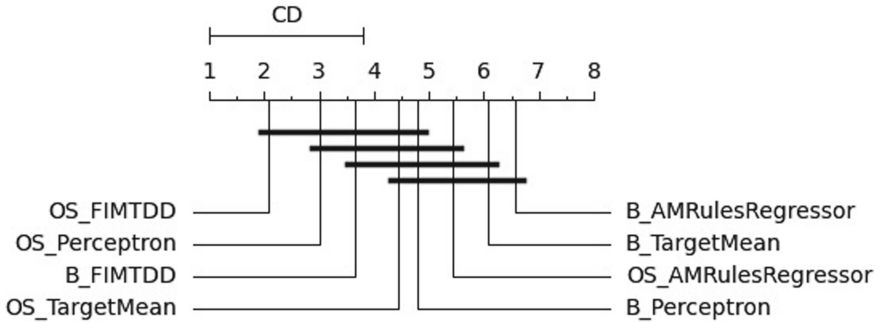 CD
1 2 3 4 5 6 7 8
OS_FIMTDD B_AMRulesRegressor
OS_Perceptron B_TargetMean
B_FIMTDD OS_AMRulesRegressor
OS_TargetMean B_Perceptron